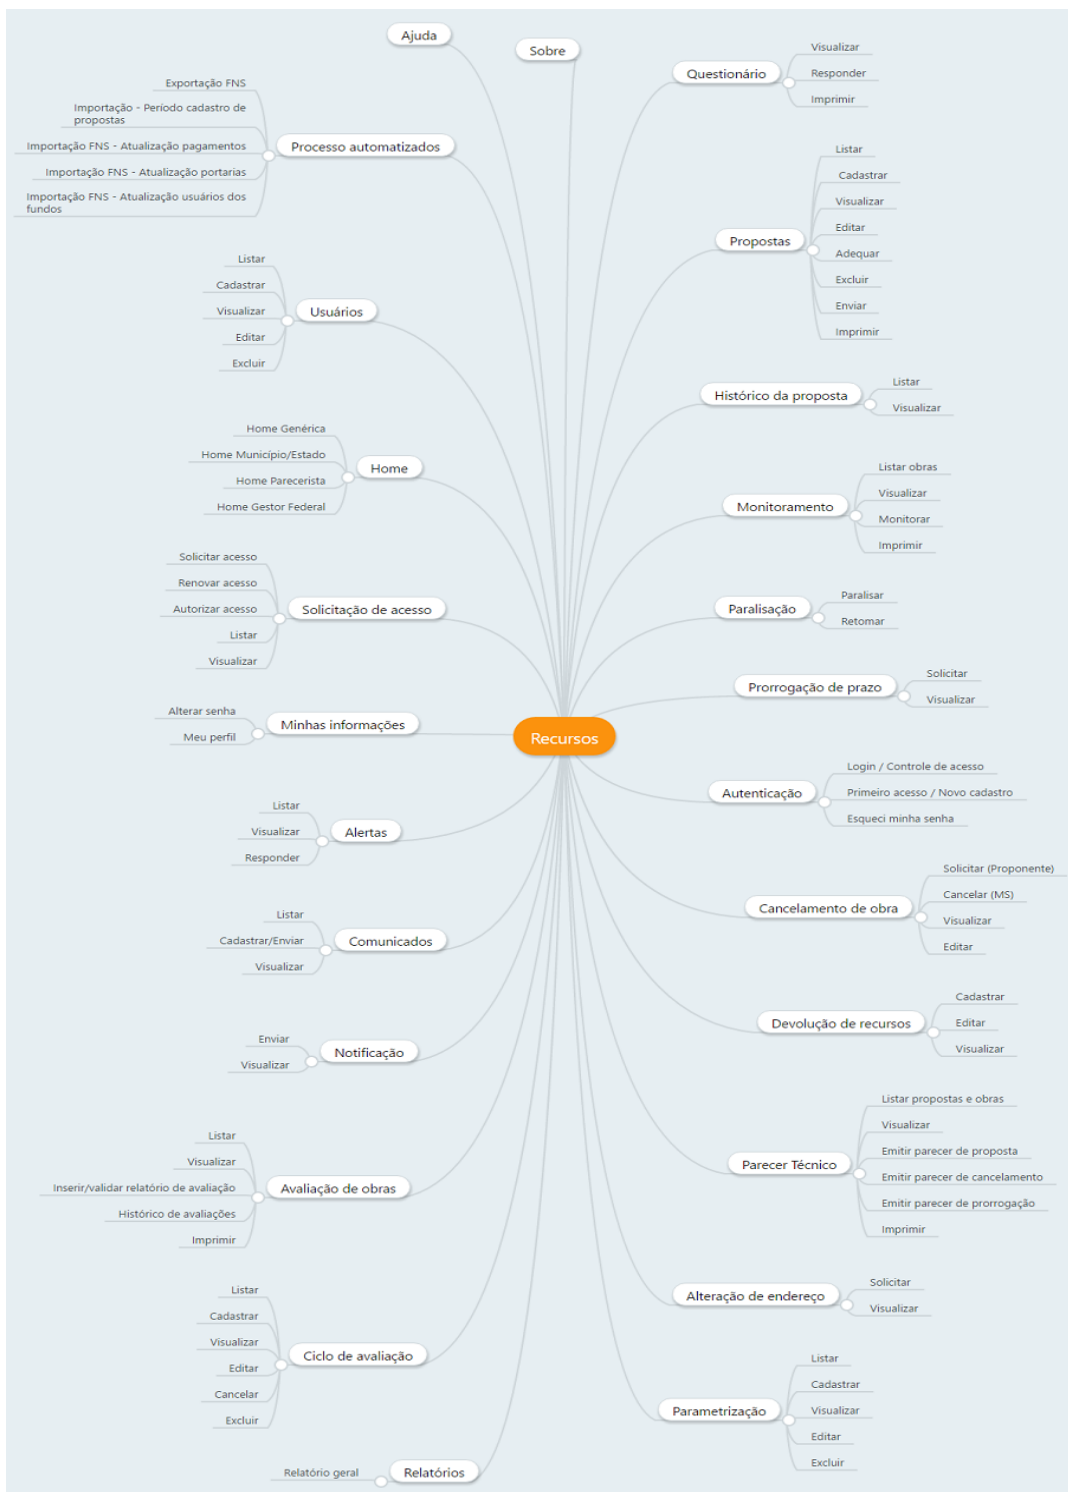 Ajuda
Sobre
Processo automatizados
Exportação FNS
Importação - Período cadastro de
propostas
Importação FNS - Atualização pagamentos
Importação FNS - Atualização portarias
Importação FNS - Atualização usuários dos
fundos
Usuários
Listar
Cadastrar
Visualizar
Editar
Excluir
Home
Home Genérica
Home Município/Estado
Home Parecerista
Home Gestor Federal
Solicitação de acesso
Solicitar acesso
Renovar acesso
Autorizar acesso
Listar
Visualizar
Minhas informações
Alterar senha
Meu perfil
Alertas
Listar
Visualizar
Responder
Comunicados
Listar
Cadastrar/Enviar
Visualizar
Notificação
Enviar
Visualizar
Avaliação de obras
Listar
Visualizar
Inserir/validar relatório de avaliação
Histórico de avaliações
Imprimir
Ciclo de avaliação
Listar
Cadastrar
Visualizar
Editar
Cancelar
Excluir
Relatórios
Relatório geral
Recursos
Questionário
Visualizar
Responder
Imprimir
Propostas
Listar
Cadastrar
Visualizar
Editar
Adequar
Excluir
Enviar
Imprimir
Histórico da proposta
Listar
Visualizar
Monitoramento
Listar obras
Visualizar
Monitorar
Imprimir
Paralisação
Paralisar
Retomar
Prorrogação de prazo
Solicitar
Visualizar
Autenticação
Login / Controle de acesso
Primeiro acesso / Novo cadastro
Esqueci minha senha
Cancelamento de obra
Solicitar (Proponente)
Cancelar (MS)
Visualizar
Editar
Devolução de recursos
Cadastrar
Editar
Visualizar
Parecer Técnico
Listar propostas e obras
Visualizar
Emitir parecer de proposta
Emitir parecer de cancelamento
Emitir parecer de prorrogação
Imprimir
Alteração de endereço
Solicitar
Visualizar
Parametrização
Listar
Cadastrar
Visualizar
Editar
Excluir